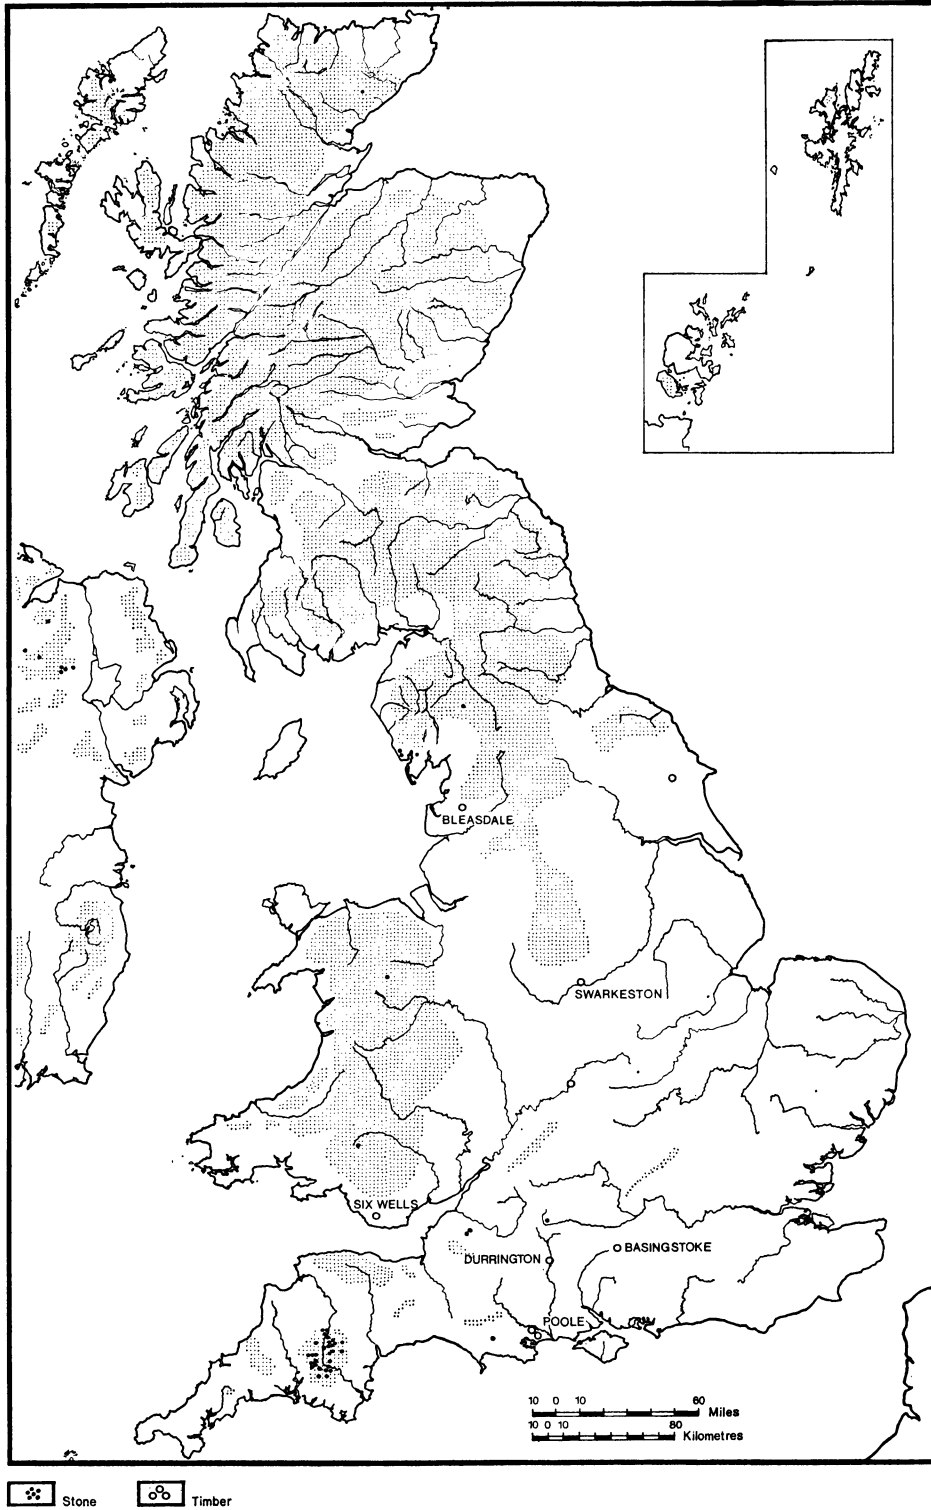 BLEASDALE
SWARKESTON
SIX WELLS
DURRINGTON
BASINGSTOKE
POOLE
10 0 10 60 Miles
10 0 10 80 Kilometres
Stone Timber